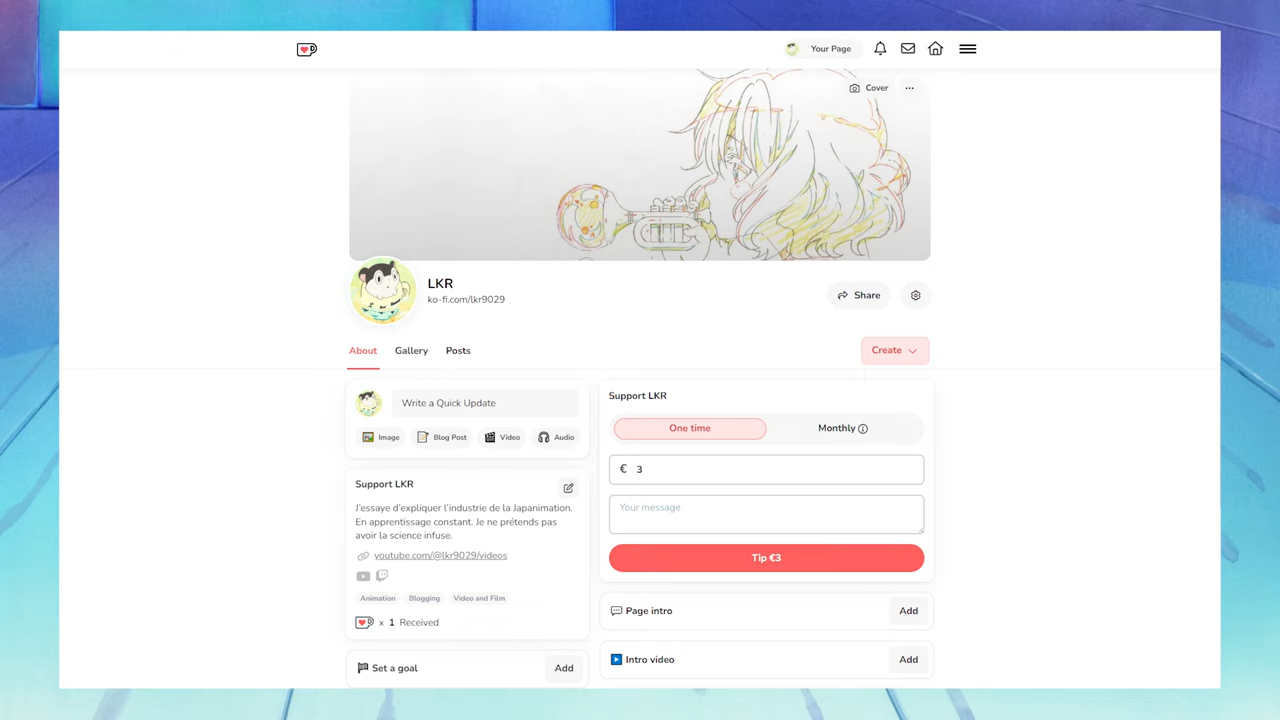 Your Page
Cover
LKR
ko-fi.com/lkr9029
Share
About Gallery Posts
Create
Write a Quick Update
Image Blog Post Video Audio
Support LKR
J'essaye d'expliquer l'industrie de la Japanimation.
En apprentissage constant. Je ne prétends pas
avoir la science infuse.
youtube.com/@lkr9029/videos
Animation Blogging Video and Film
x 1 Received
Set a goal Add
Support LKR
One time Monthly
€ 3
Your message
Tip €3
Page intro Add
Intro video Add